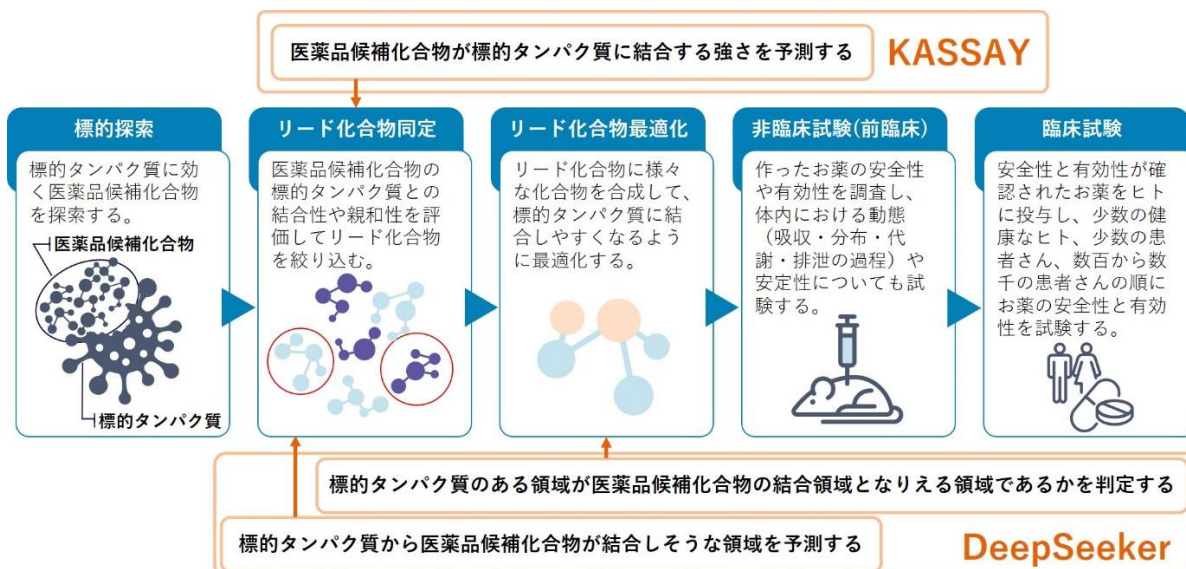 医薬品候補化合物が標的タンパク質に結合する強さを予測する
KASSAY
標的探索
標的タンパク質に効
く医薬品候補化合物
を探索する。
医薬品候補化合物
標的タンパク質
リード化合物同定
医薬品候補化合物の
標的タンパク質との
結合性や親和性を評
価してリード化合物
を絞り込む。
リード化合物最適化
リード化合物に様々
な化合物を合成して、
標的タンパク質に結
合しやすくなるよう
に最適化する。
非臨床試験(前臨床)
作ったお薬の安全性
や有効性を調査し、
体内における動態
（吸収・分布・代
謝・排泄の過程）や
安定性についても試
験する。
臨床試験
安全性と有効性が確
認されたお薬をヒト
に投与し、少数の健
康なヒト、少数の患
者さん、数百から数
千の患者さんの順に
お薬の安全性と有効
性を試験する。
標的タンパク質のある領域が医薬品候補化合物の結合領域となりえる領域であるかを判定する
標的タンパク質から医薬品候補化合物が結合しそうな領域を予測する
DeepSeeker